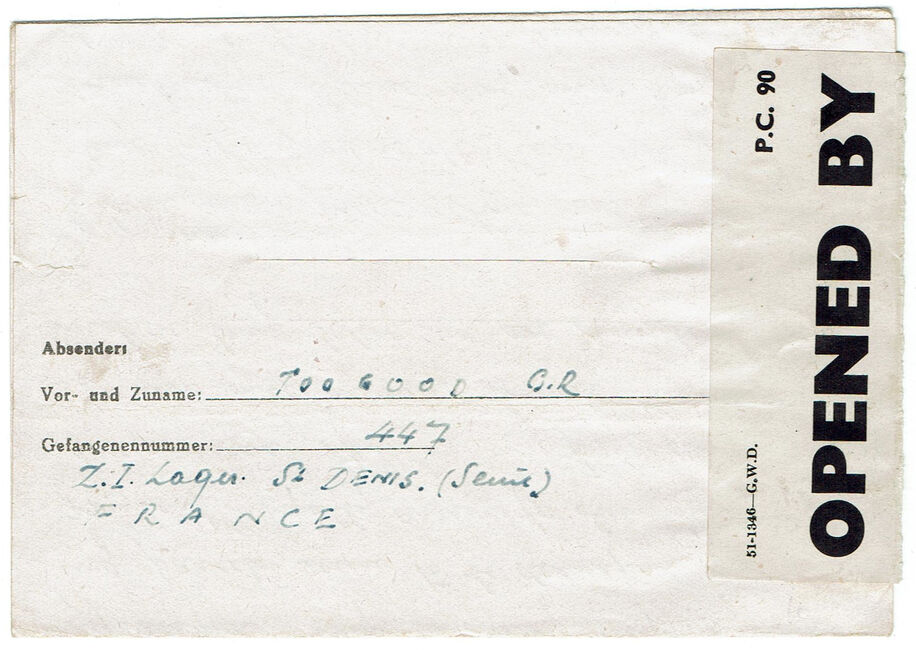 Absender:
Vor- und Zuname: TOOGOOD G.R
Gefangenennummer: 447
Z.I. Lager. St DENIS. (Seine)
FRANCE
P.C. 90
OPENED BY
51-1346—G.W.D.